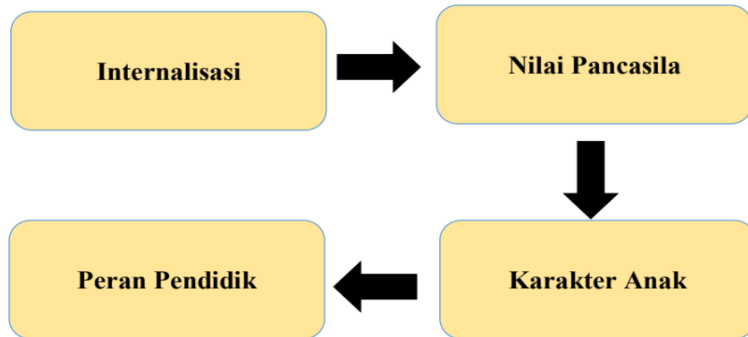 Internalisasi
Nilai Pancasila
Peran Pendidik
Karakter Anak